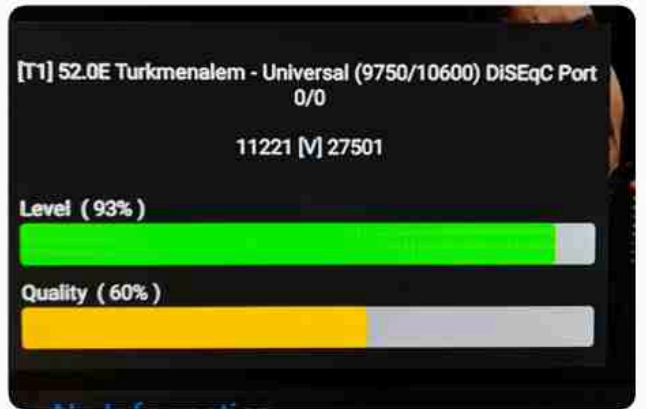 [T1] 52.0E Turkmenalem - Universal (9750/10600) DiSEqC Port
0/0
11221 [V] 27501
Level ( 93% )
Quality ( 60% )